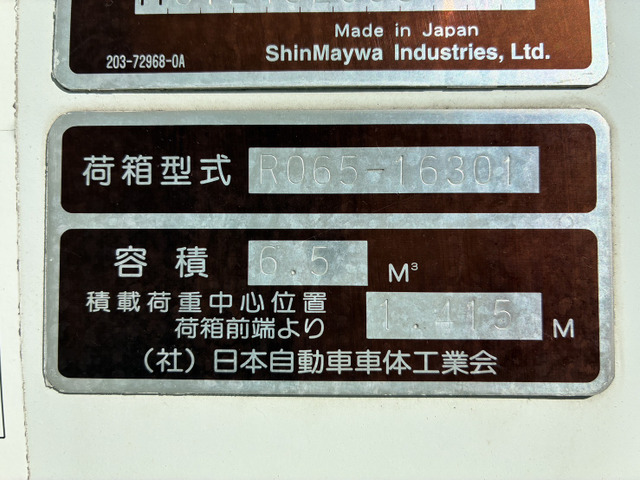 Made in Japan
203-72968-0A
ShinMaywa Industries, Ltd.
荷箱型式 R065-16301
容積 6.5 M³
積載荷重中心位置
荷箱前端より 1.415 M
(社)日本自動車車体工業会